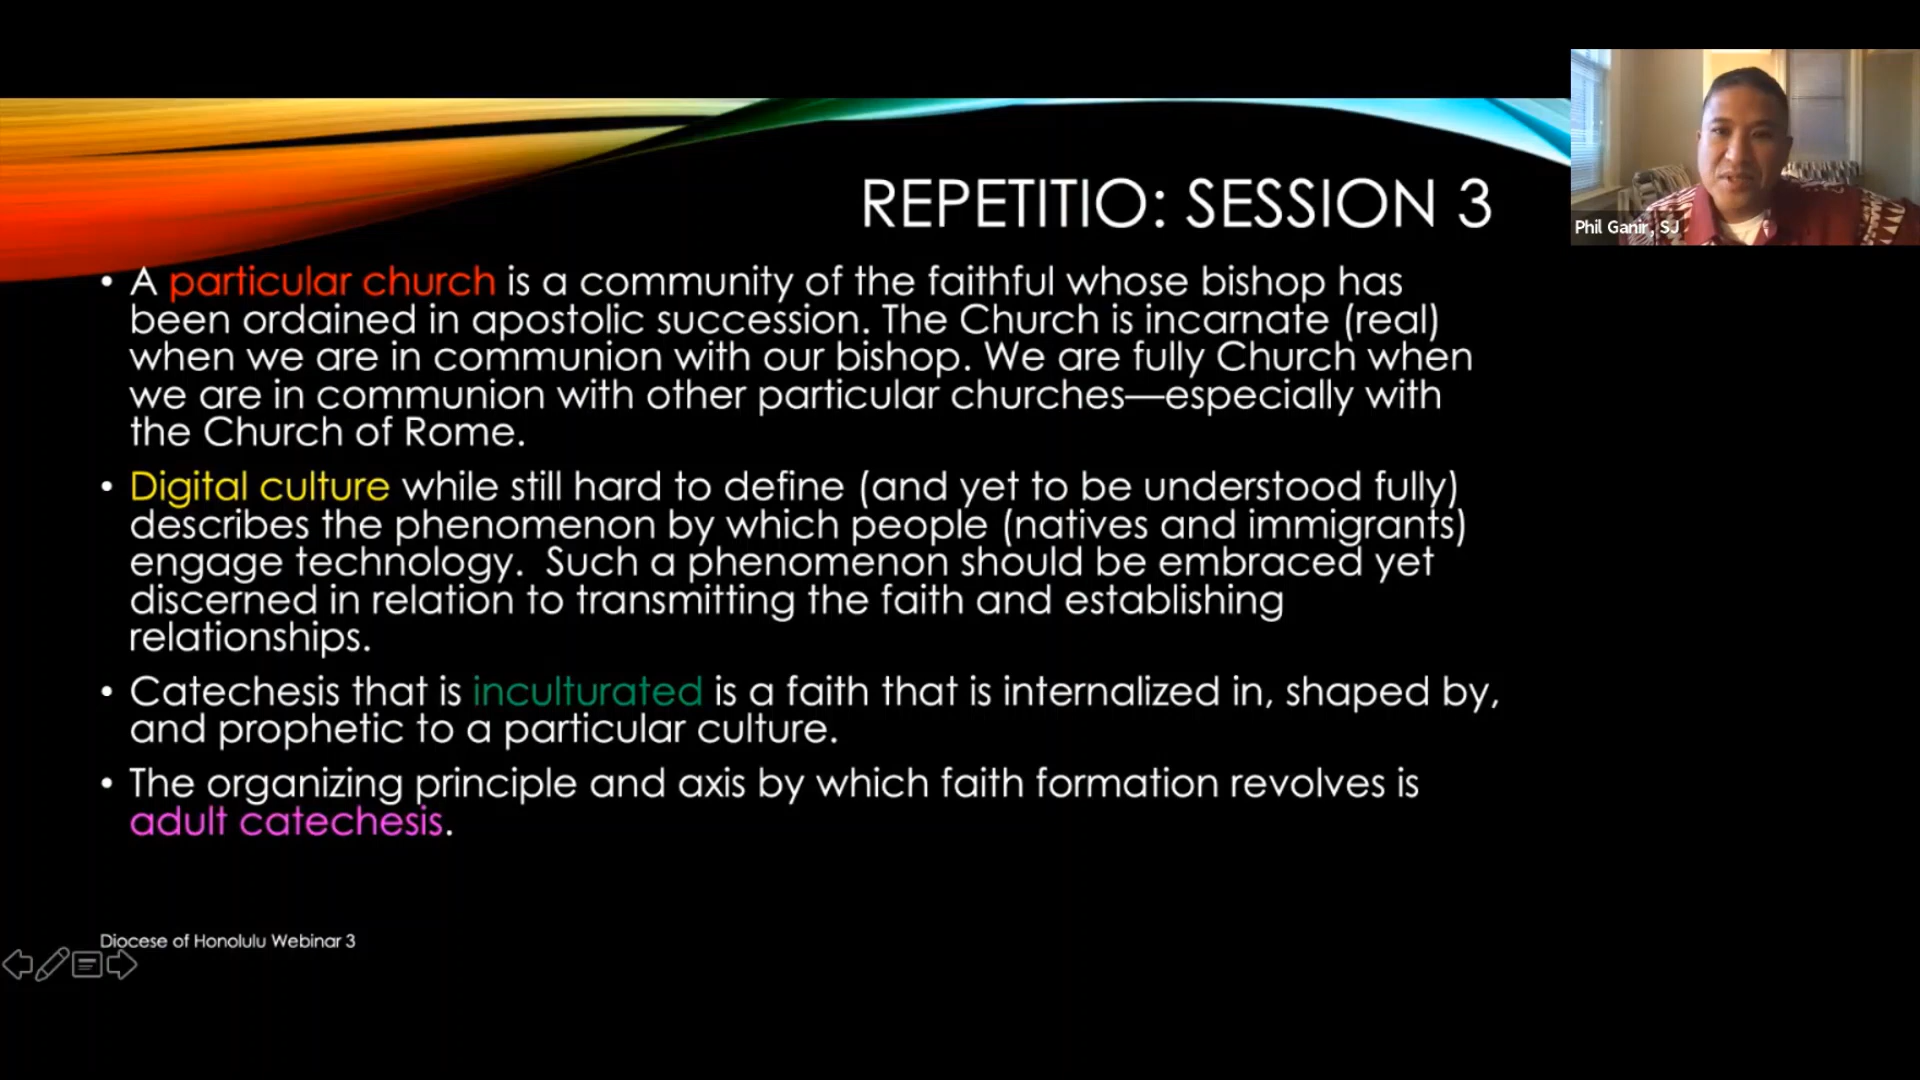 REPETITIO: SESSION 3
Phil Ganir, SJ
• A particular church is a community of the faithful whose bishop has
been ordained in apostolic succession. The Church is incarnate (real)
when we are in communion with our bishop. We are fully Church when
we are in communion with other particular churches—especially with
the Church of Rome.
• Digital culture while still hard to define (and yet to be understood fully)
describes the phenomenon by which people (natives and immigrants)
engage technology.  Such a phenomenon should be embraced yet
discerned in relation to transmitting the faith and establishing
relationships.
• Catechesis that is inculturated is a faith that is internalized in, shaped by,
and prophetic to a particular culture.
• The organizing principle and axis by which faith formation revolves is
adult catechesis.
Diocese of Honolulu Webinar 3